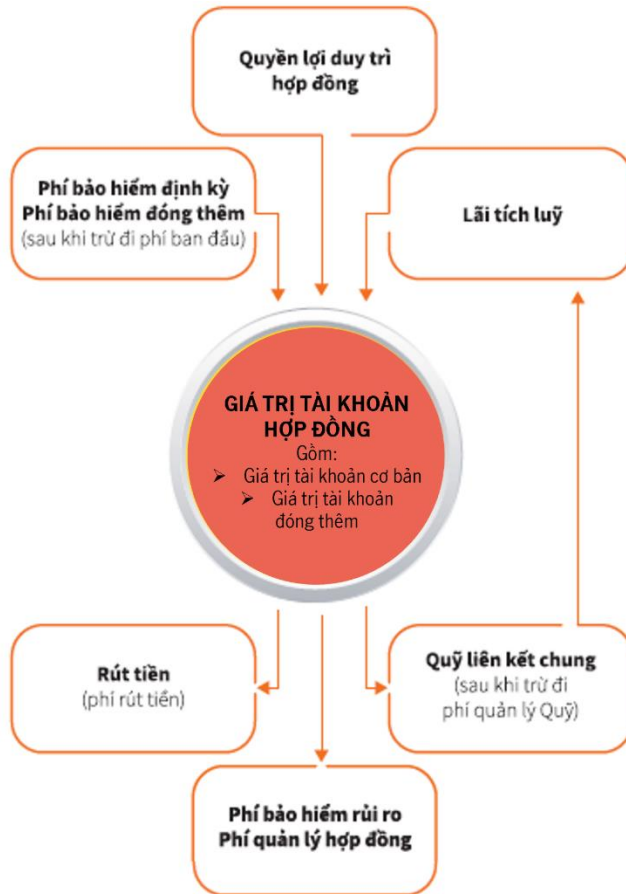 Quyền lợi duy trì
hợp đồng
Phí bảo hiểm định kỳ
Phí bảo hiểm đóng thêm
(sau khi trừ đi phí ban đầu)
Lãi tích luỹ
GIÁ TRỊ TÀI KHOẢN
HỢP ĐỒNG
Gồm:
➢ Giá trị tài khoản cơ bản
➢ Giá trị tài khoản
đóng thêm
Rút tiền
(phí rút tiền)
Quỹ liên kết chung
(sau khi trừ đi
phí quản lý Quỹ)
Phí bảo hiểm rủi ro
Phí quản lý hợp đồng